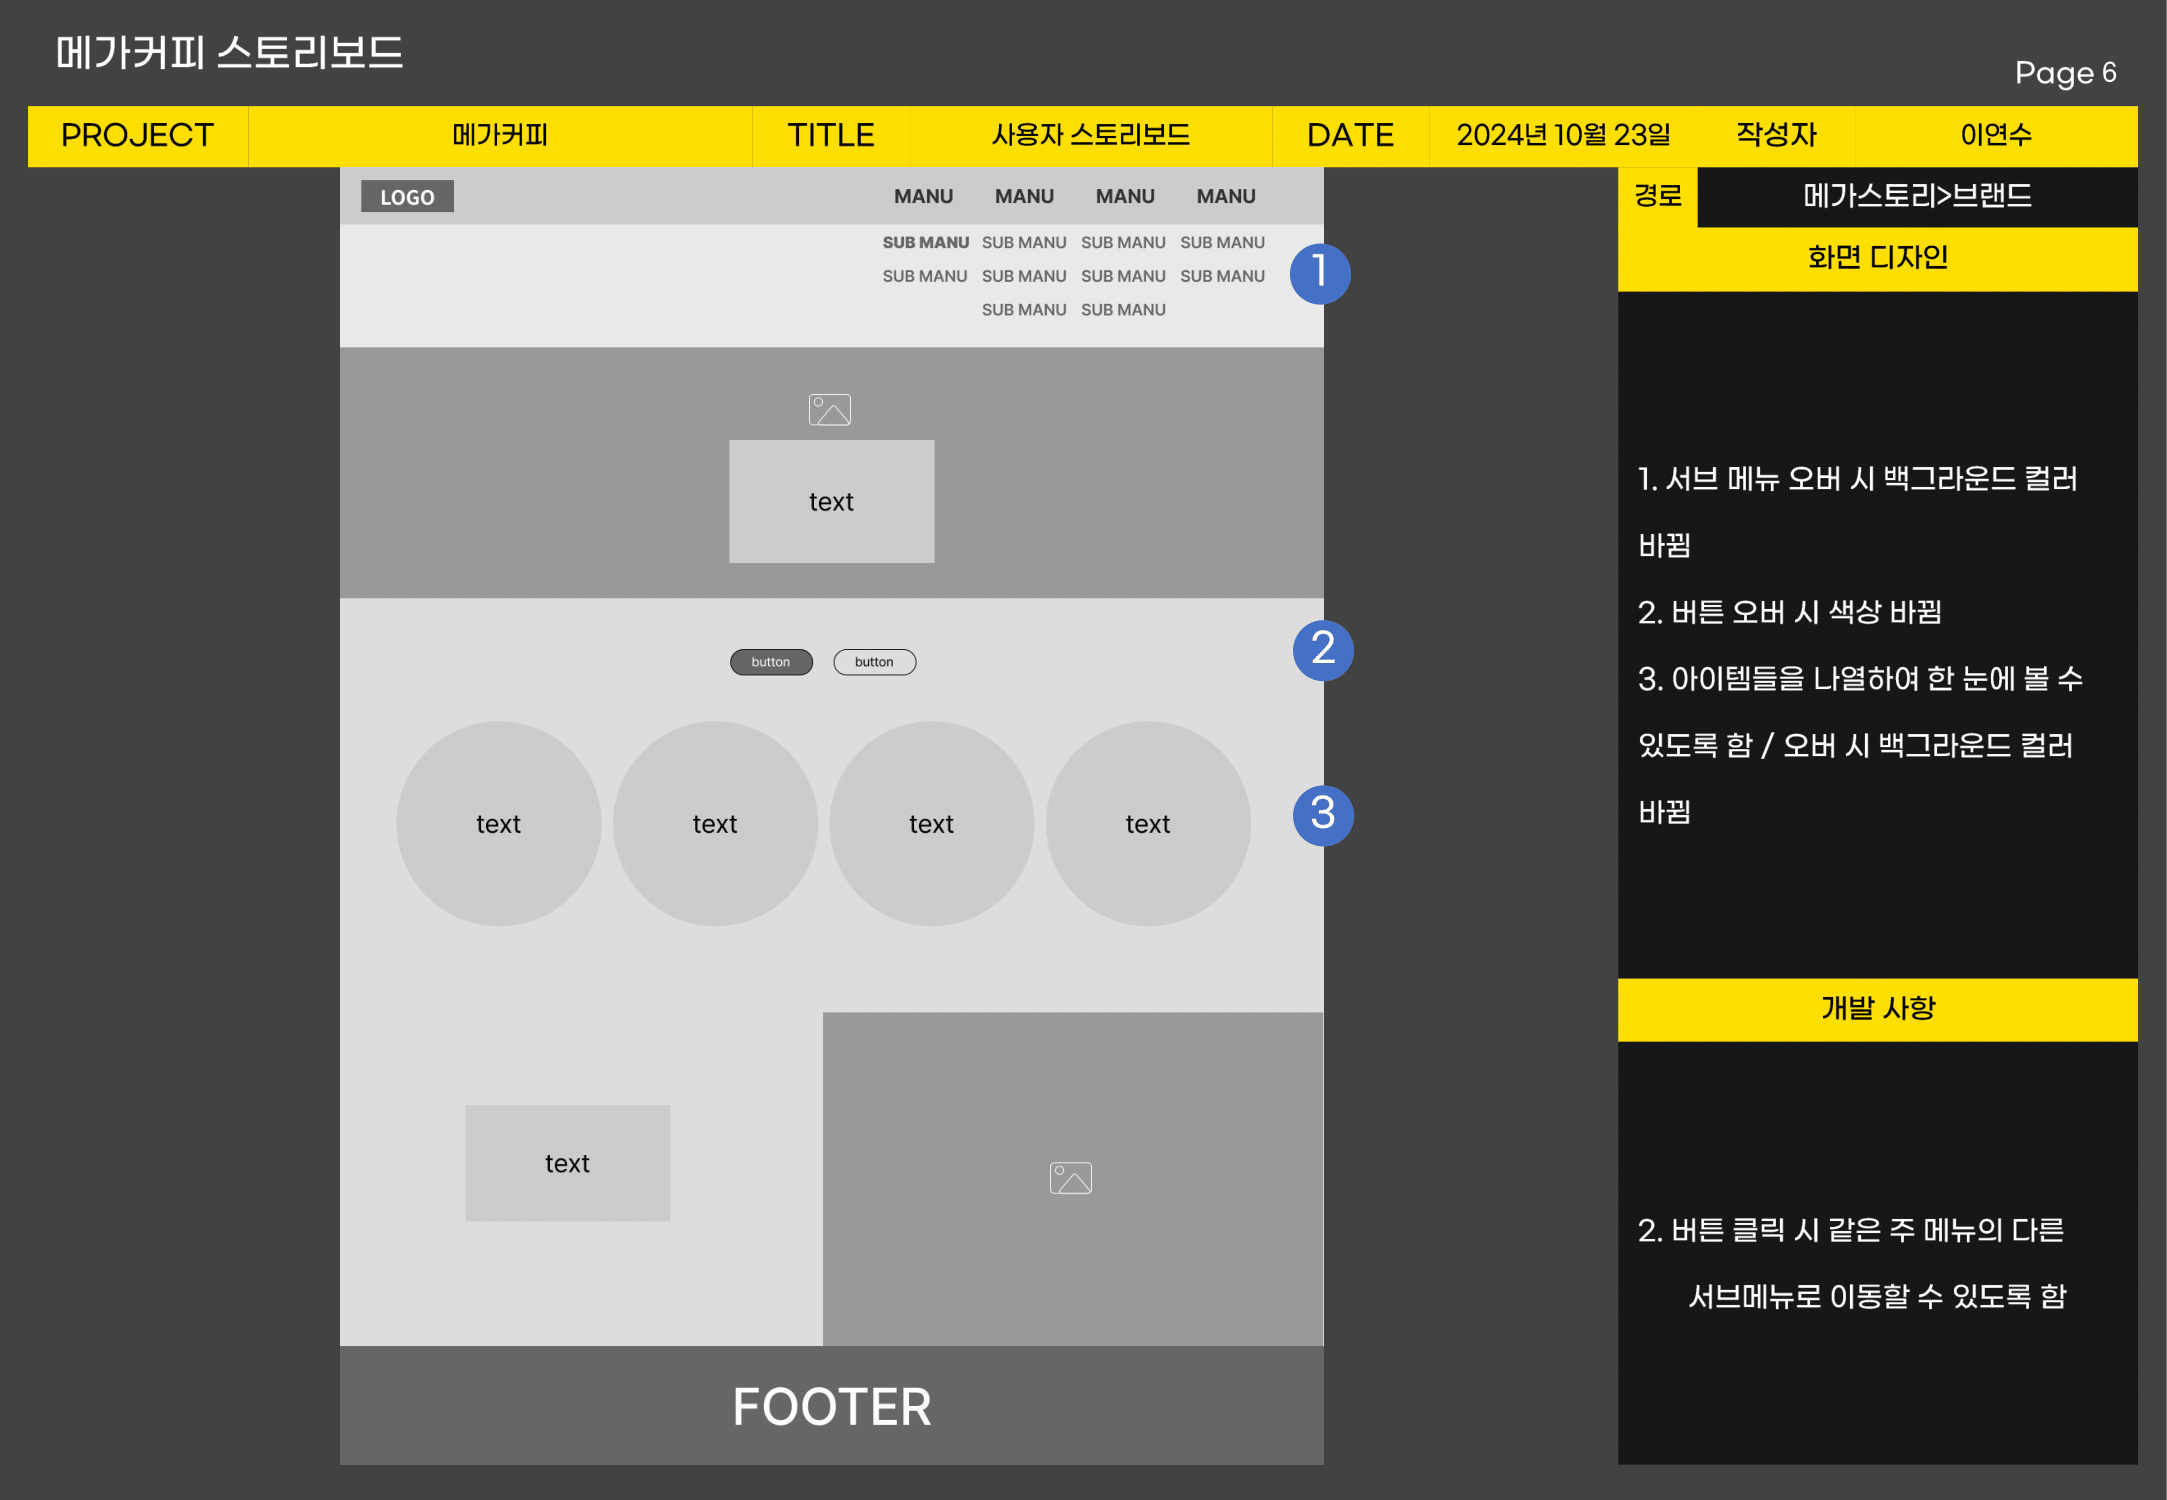 메가커피 스토리보드
Page 6
PROJECT 메가커피 TITLE 사용자 스토리보드 DATE 2024년 10월 23일 작성자 이연수
LOGO MANU MANU MANU MANU
SUB MANU SUB MANU SUB MANU SUB MANU
SUB MANU SUB MANU SUB MANU SUB MANU
SUB MANU SUB MANU
1
text
2
button button
text text text text
3
text
FOOTER
경로 메가스토리>브랜드
화면 디자인
1. 서브 메뉴 오버 시 백그라운드 컬러
바뀜
2. 버튼 오버 시 색상 바뀜
3. 아이템들을 나열하여 한 눈에 볼 수
있도록 함 / 오버 시 백그라운드 컬러
바뀜
개발 사항
2. 버튼 클릭 시 같은 주 메뉴의 다른
서브메뉴로 이동할 수 있도록 함